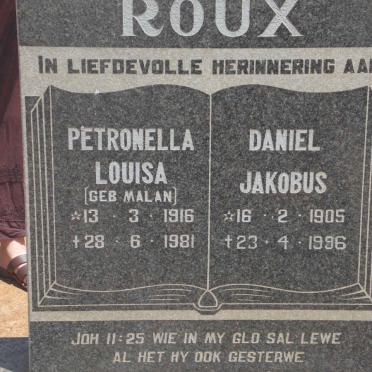 ROUX
IN LIEFDEVOLLE HERINNERING AAN
PETRONELLA
LOUISA
(GEB MALAN)
☆13 · 3 · 1916
†28 · 6 · 1981
DANIEL
JAKOBUS
☆16 · 2 · 1905
†23 · 4 · 1996
JOH 11:25 WIE IN MY GLO SAL LEWE
AL HET HY OOK GESTERWE